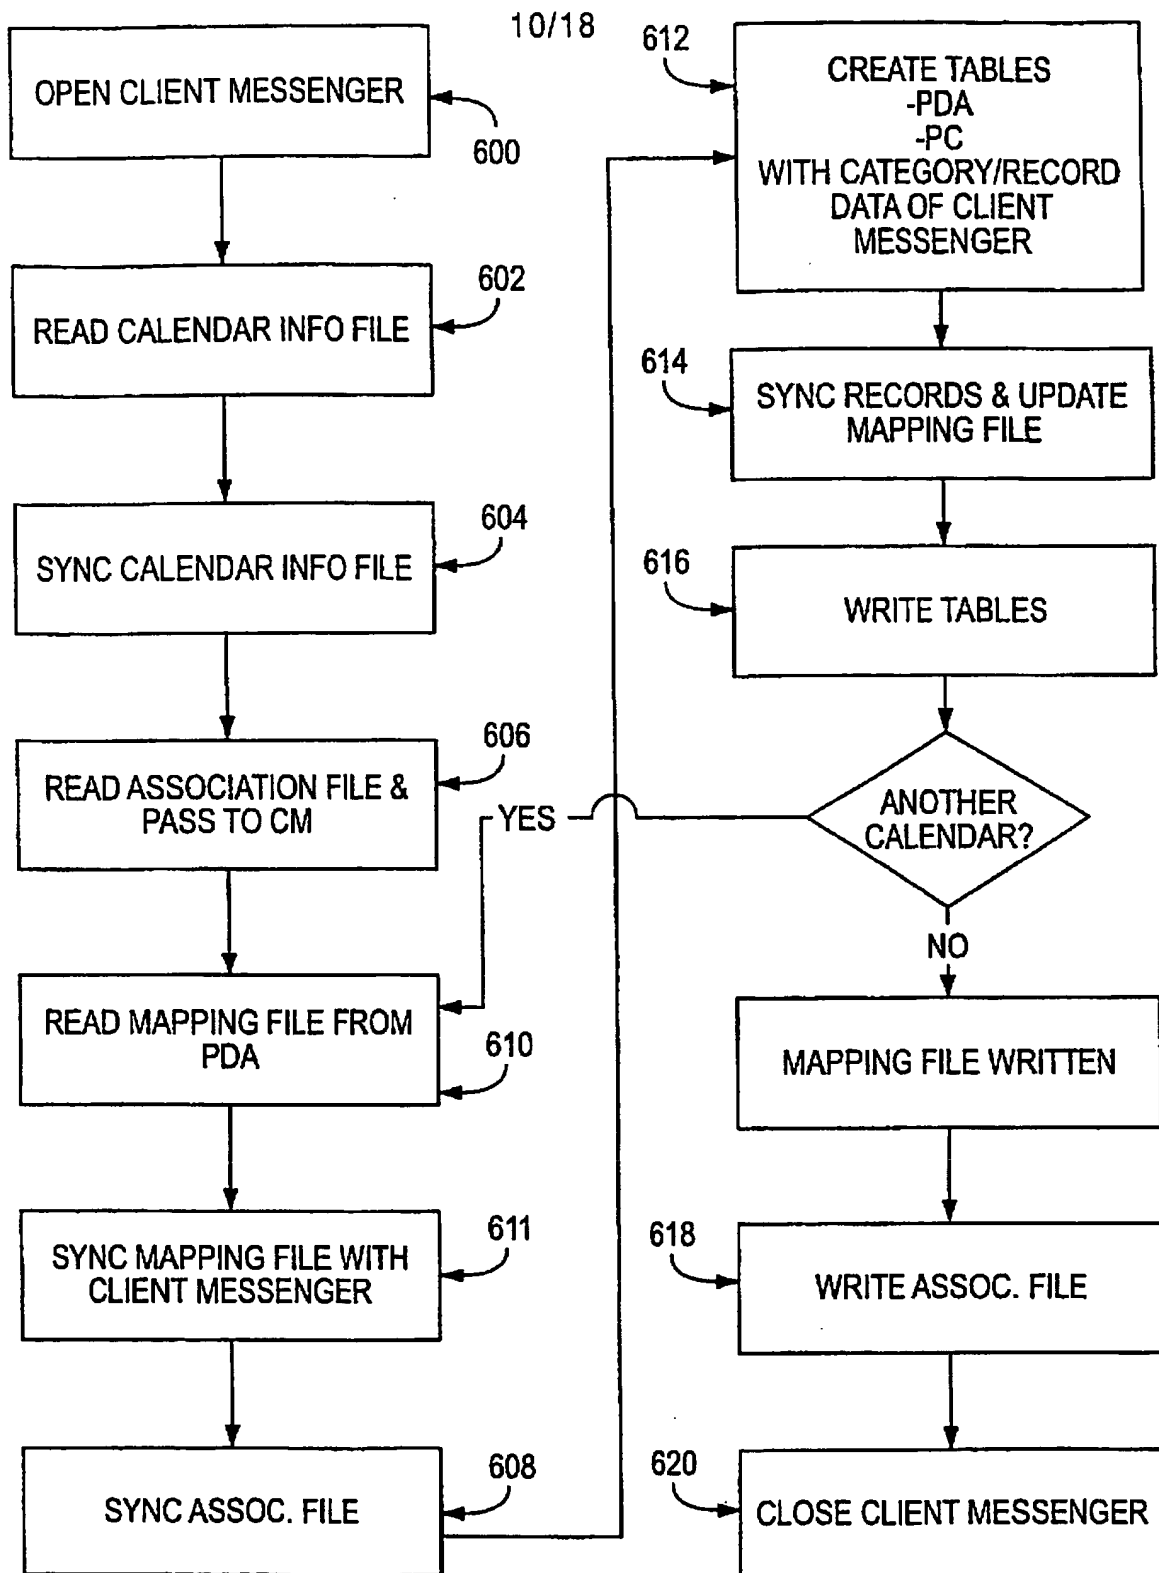 10/18
OPEN CLIENT MESSENGER
600
READ CALENDAR INFO FILE
602
SYNC CALENDAR INFO FILE
604
READ ASSOCIATION FILE &
PASS TO CM
606
READ MAPPING FILE FROM
PDA
610
SYNC MAPPING FILE WITH
CLIENT MESSENGER
611
SYNC ASSOC. FILE
608
612
CREATE TABLES
-PDA
-PC
WITH CATEGORY/RECORD
DATA OF CLIENT
MESSENGER
614
SYNC RECORDS & UPDATE
MAPPING FILE
616
WRITE TABLES
ANOTHER
CALENDAR?
YES
NO
MAPPING FILE WRITTEN
618
WRITE ASSOC. FILE
620
CLOSE CLIENT MESSENGER